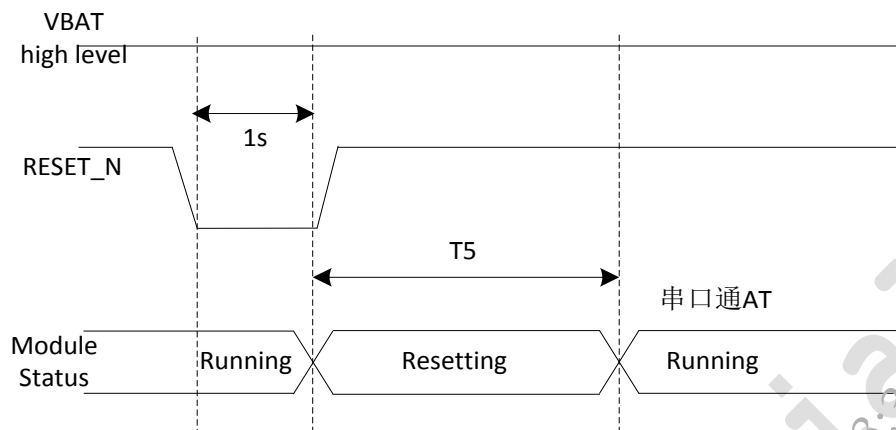 VBAT
high level
1s
RESET_N
T5
串口通AT
Module
Status
Running
Resetting
Running